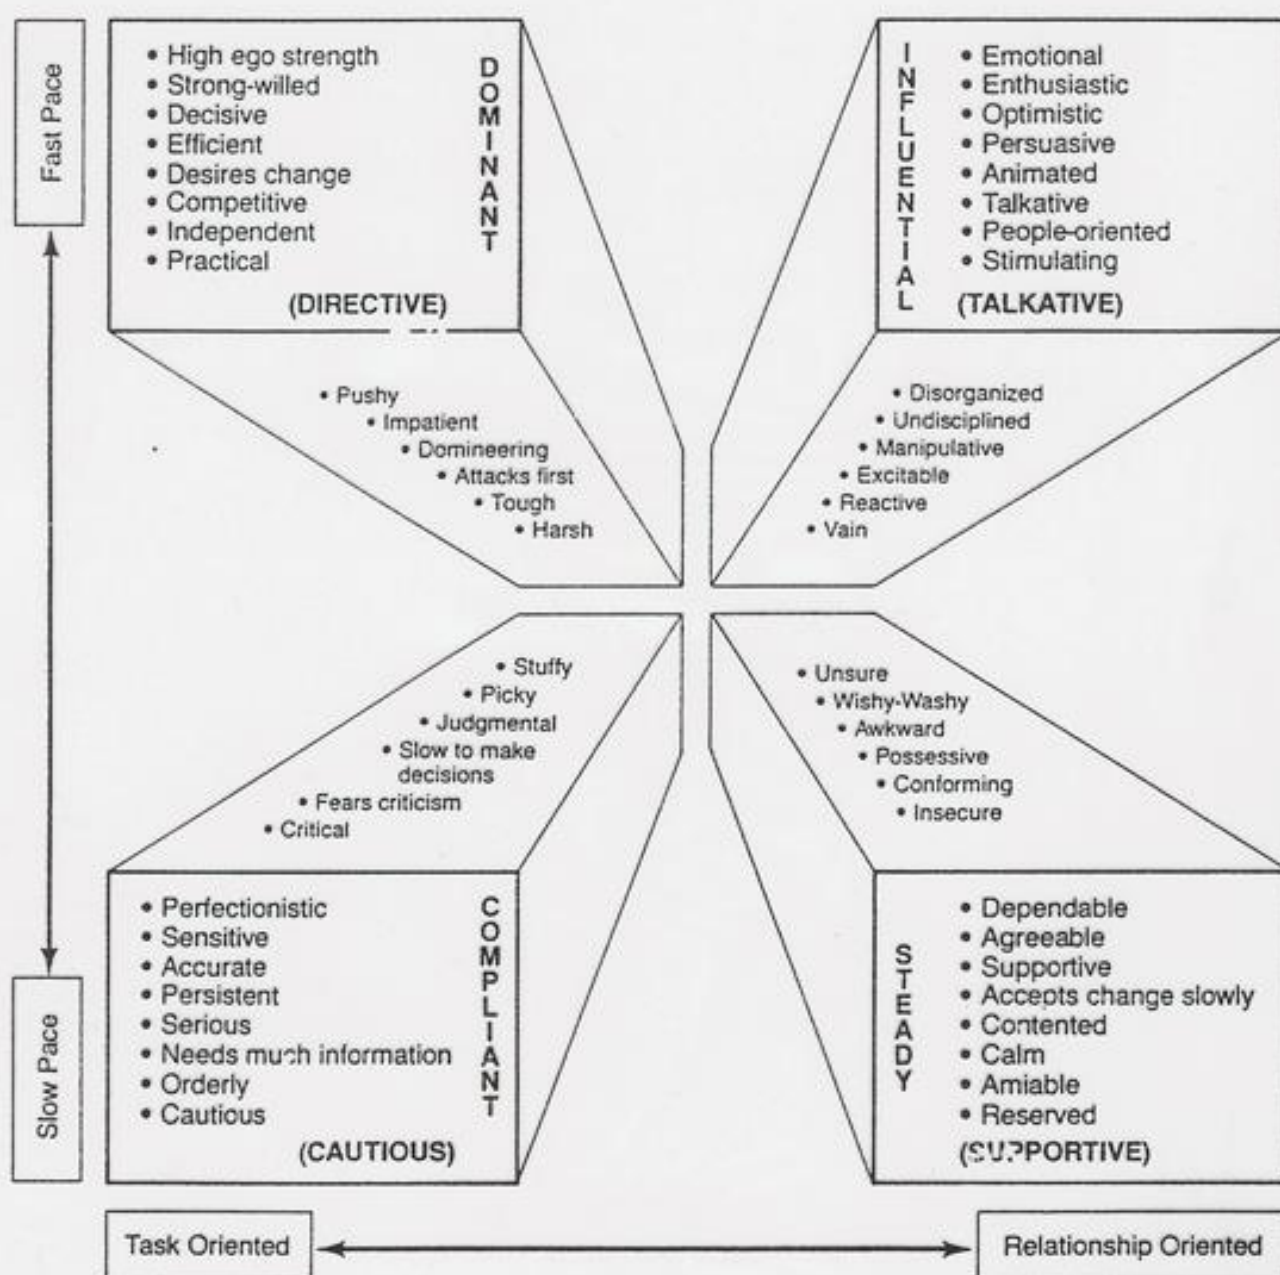 Fast Pace
• High ego strength
• Strong-willed
• Decisive
• Efficient
• Desires change
• Competitive
• Independent
• Practical
DOMINANT
(DIRECTIVE)
INFLUENTIAL
• Emotional
• Enthusiastic
• Optimistic
• Persuasive
• Animated
• Talkative
• People-oriented
• Stimulating
(TALKATIVE)
• Pushy
• Impatient
• Domineering
• Attacks first
• Tough
• Harsh
• Disorganized
• Undisciplined
• Manipulative
• Excitable
• Reactive
• Vain
• Stuffy
• Picky
• Judgmental
• Slow to make
decisions
• Fears criticism
• Critical
• Unsure
• Wishy-Washy
• Awkward
• Possessive
• Conforming
• Insecure
Slow Pace
• Perfectionistic
• Sensitive
• Accurate
• Persistent
• Serious
• Needs much information
• Orderly
• Cautious
COMPLIANT
(CAUTIOUS)
STEADY
• Dependable
• Agreeable
• Supportive
• Accepts change slowly
• Contented
• Calm
• Amiable
• Reserved
(SUPPORTIVE)
Task Oriented
Relationship Oriented